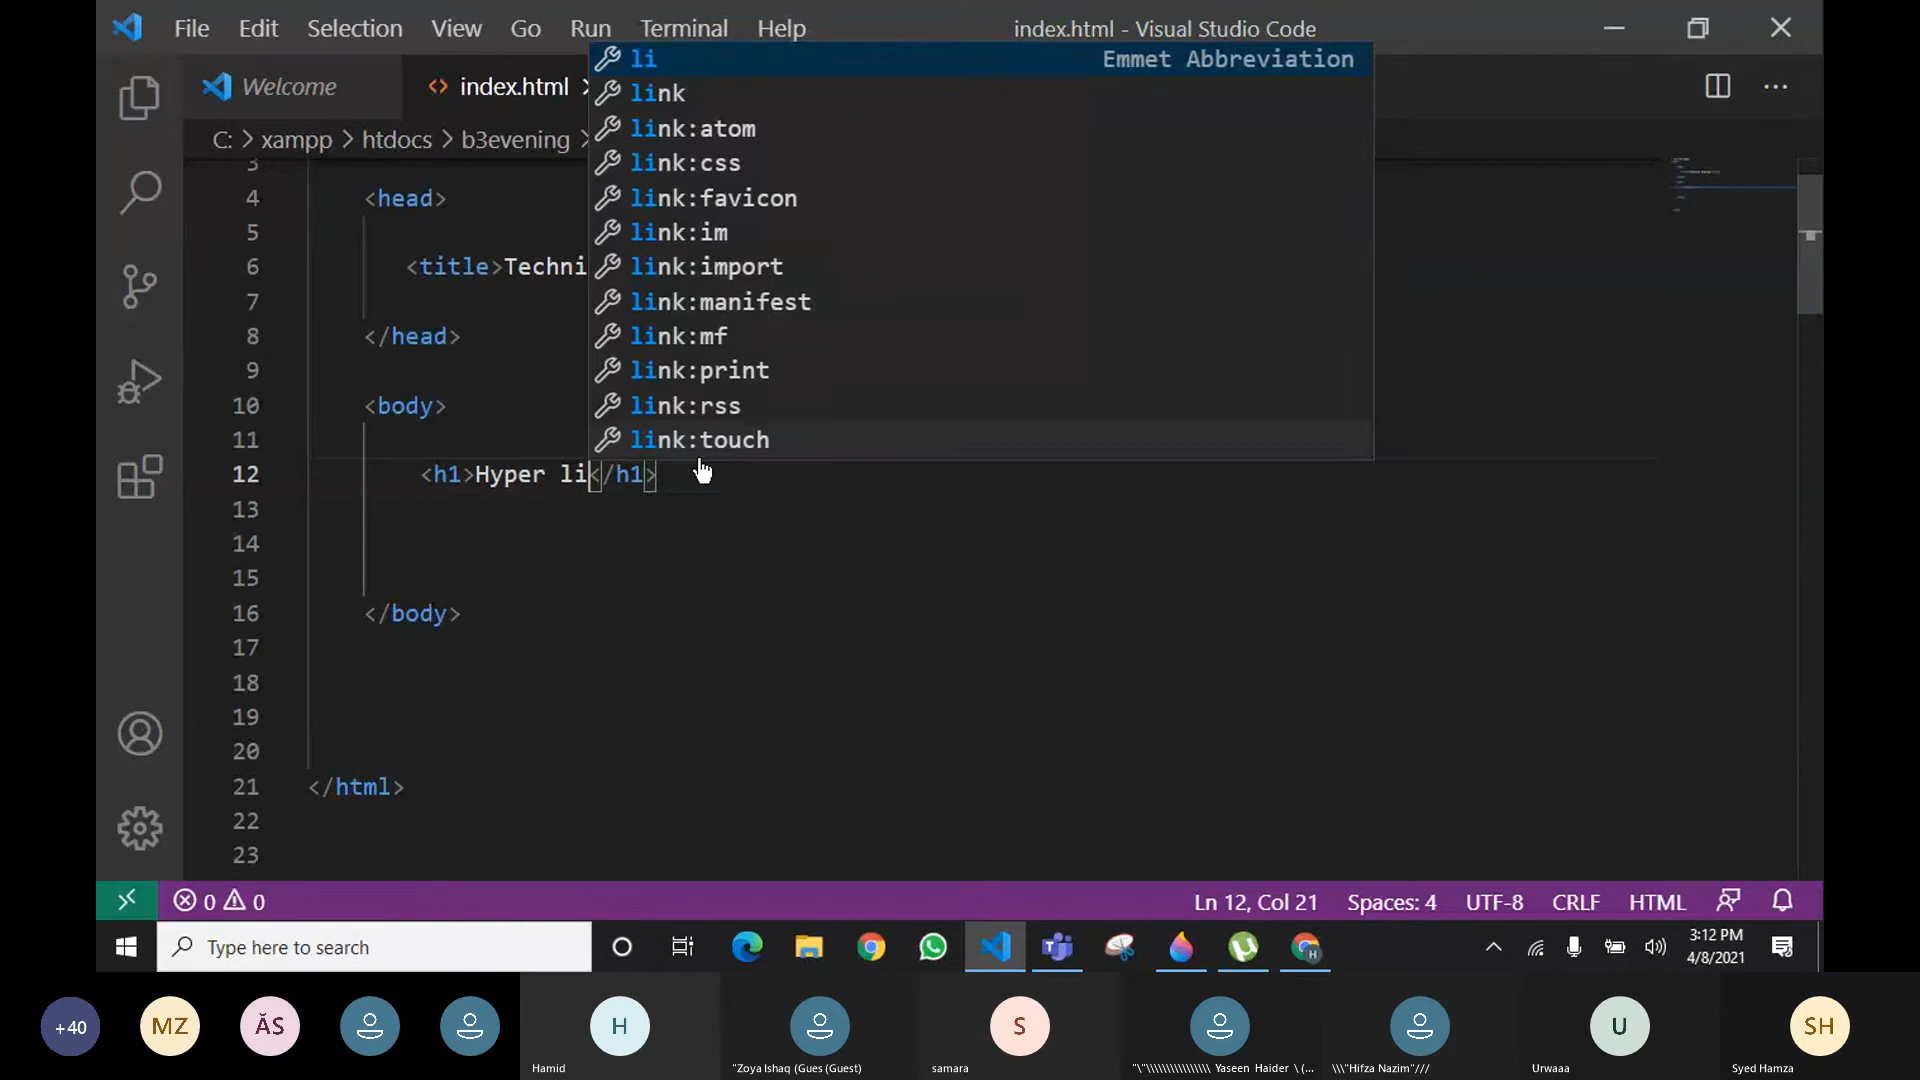 File Edit Selection View Go Run Terminal Help index.html - Visual Studio Code
Welcome <> index.html
C: > xampp > htdocs > b3evening >
li Emmet Abbreviation
link
link:atom
link:css
link:favicon
link:im
link:import
link:manifest
link:mf
link:print
link:rss
link:touch
3
4 <head>
5
6 <title>Techni
7
8 </head>
9
10 <body>
11
12 <h1>Hyper li</h1>
13
14
15
16 </body>
17
18
19
20
21 </html>
22
23
0 0 Ln 12, Col 21 Spaces: 4 UTF-8 CRLF HTML
Type here to search
3:12 PM
4/8/2021
+40 MZ ĂS H S U SH
Hamid "Zoya Ishaq (Gues (Guest) samara "\"\\\\\\\\\\\\\\\\ Yaseen Haider \ (... \\\"Hifza Nazim"/// Urwaaa Syed Hamza